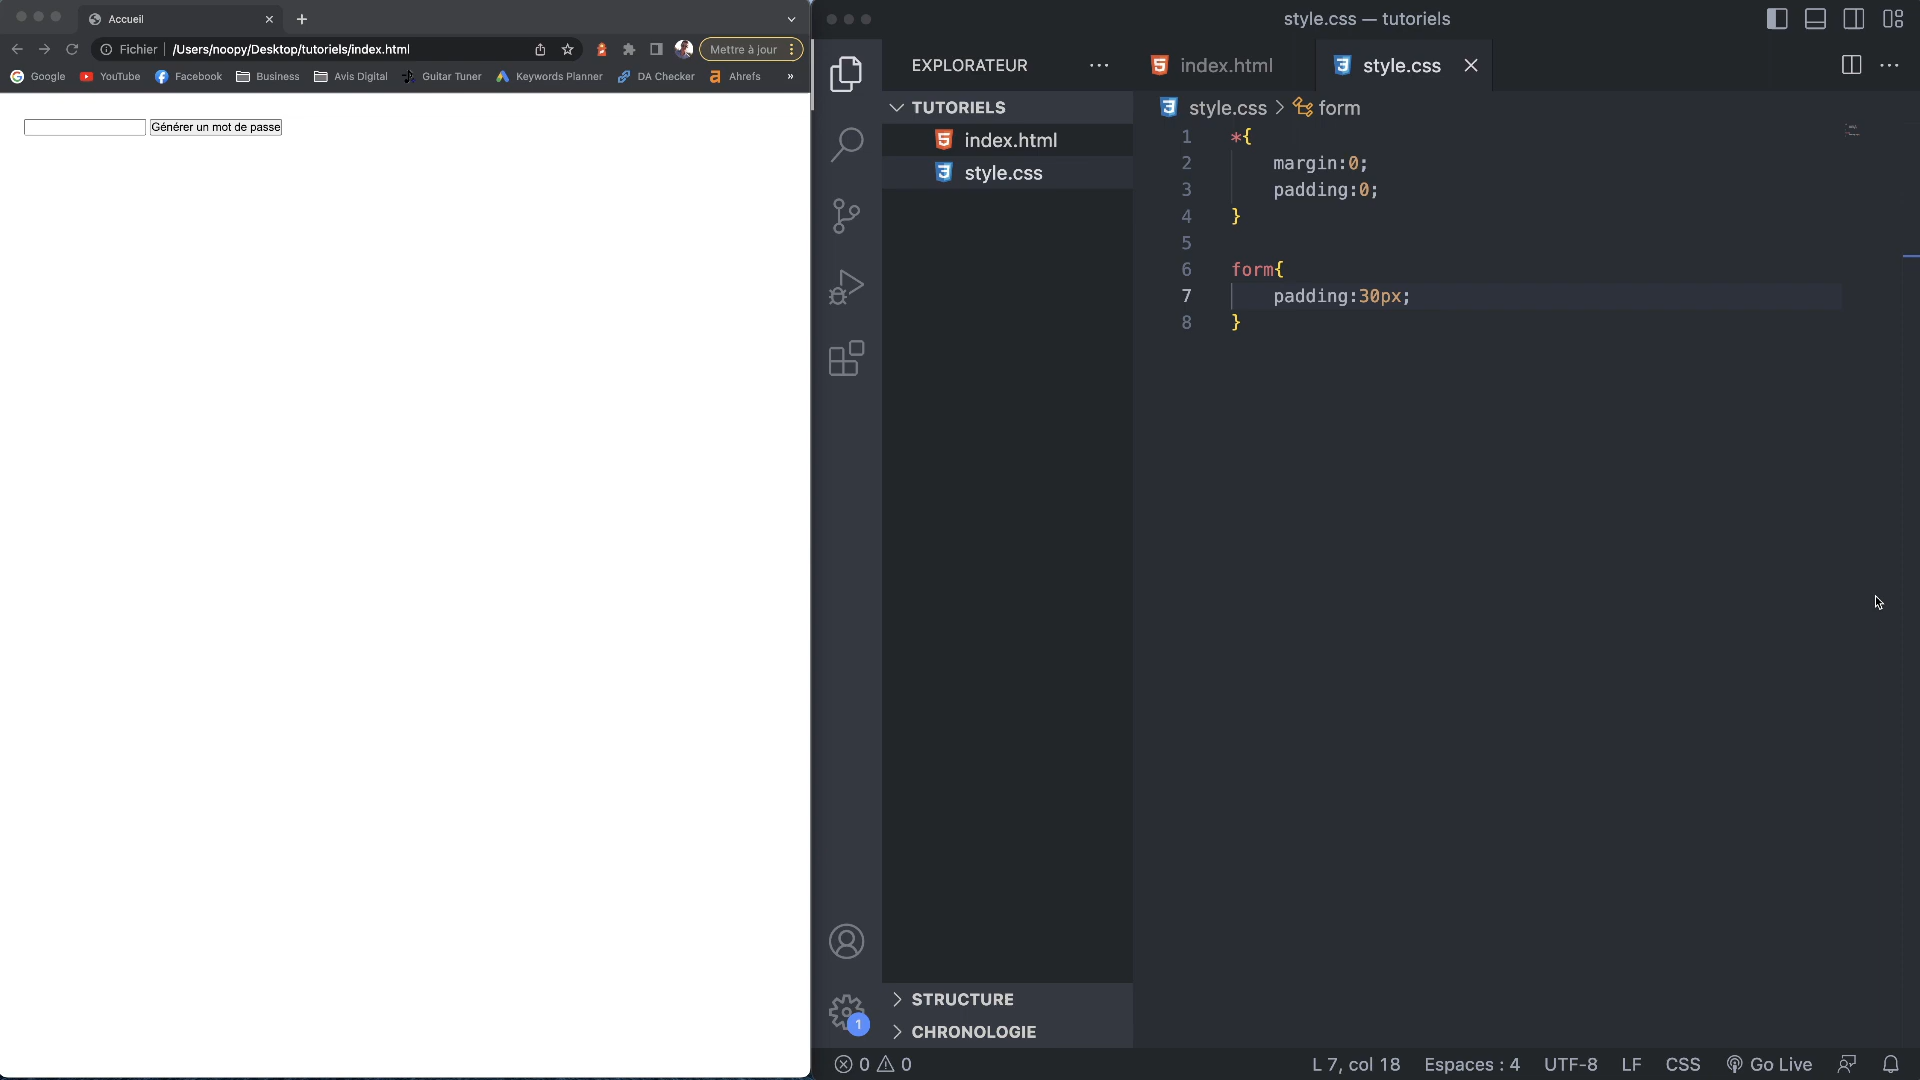 Accueil
Fichier /Users/noopy/Desktop/tutoriels/index.html Mettre à jour
Google YouTube Facebook Business Avis Digital Guitar Tuner Keywords Planner DA Checker Ahrefs »
Générer un mot de passe
style.css — tutoriels
EXPLORATEUR
TUTORIELS
index.html
style.css
STRUCTURE
CHRONOLOGIE
1
index.html style.css
style.css > form
1 *{
2 margin:0;
3 padding:0;
4 }
5
6 form{
7 padding:30px;
8 }
0 0 L 7, col 18 Espaces : 4 UTF-8 LF CSS Go Live